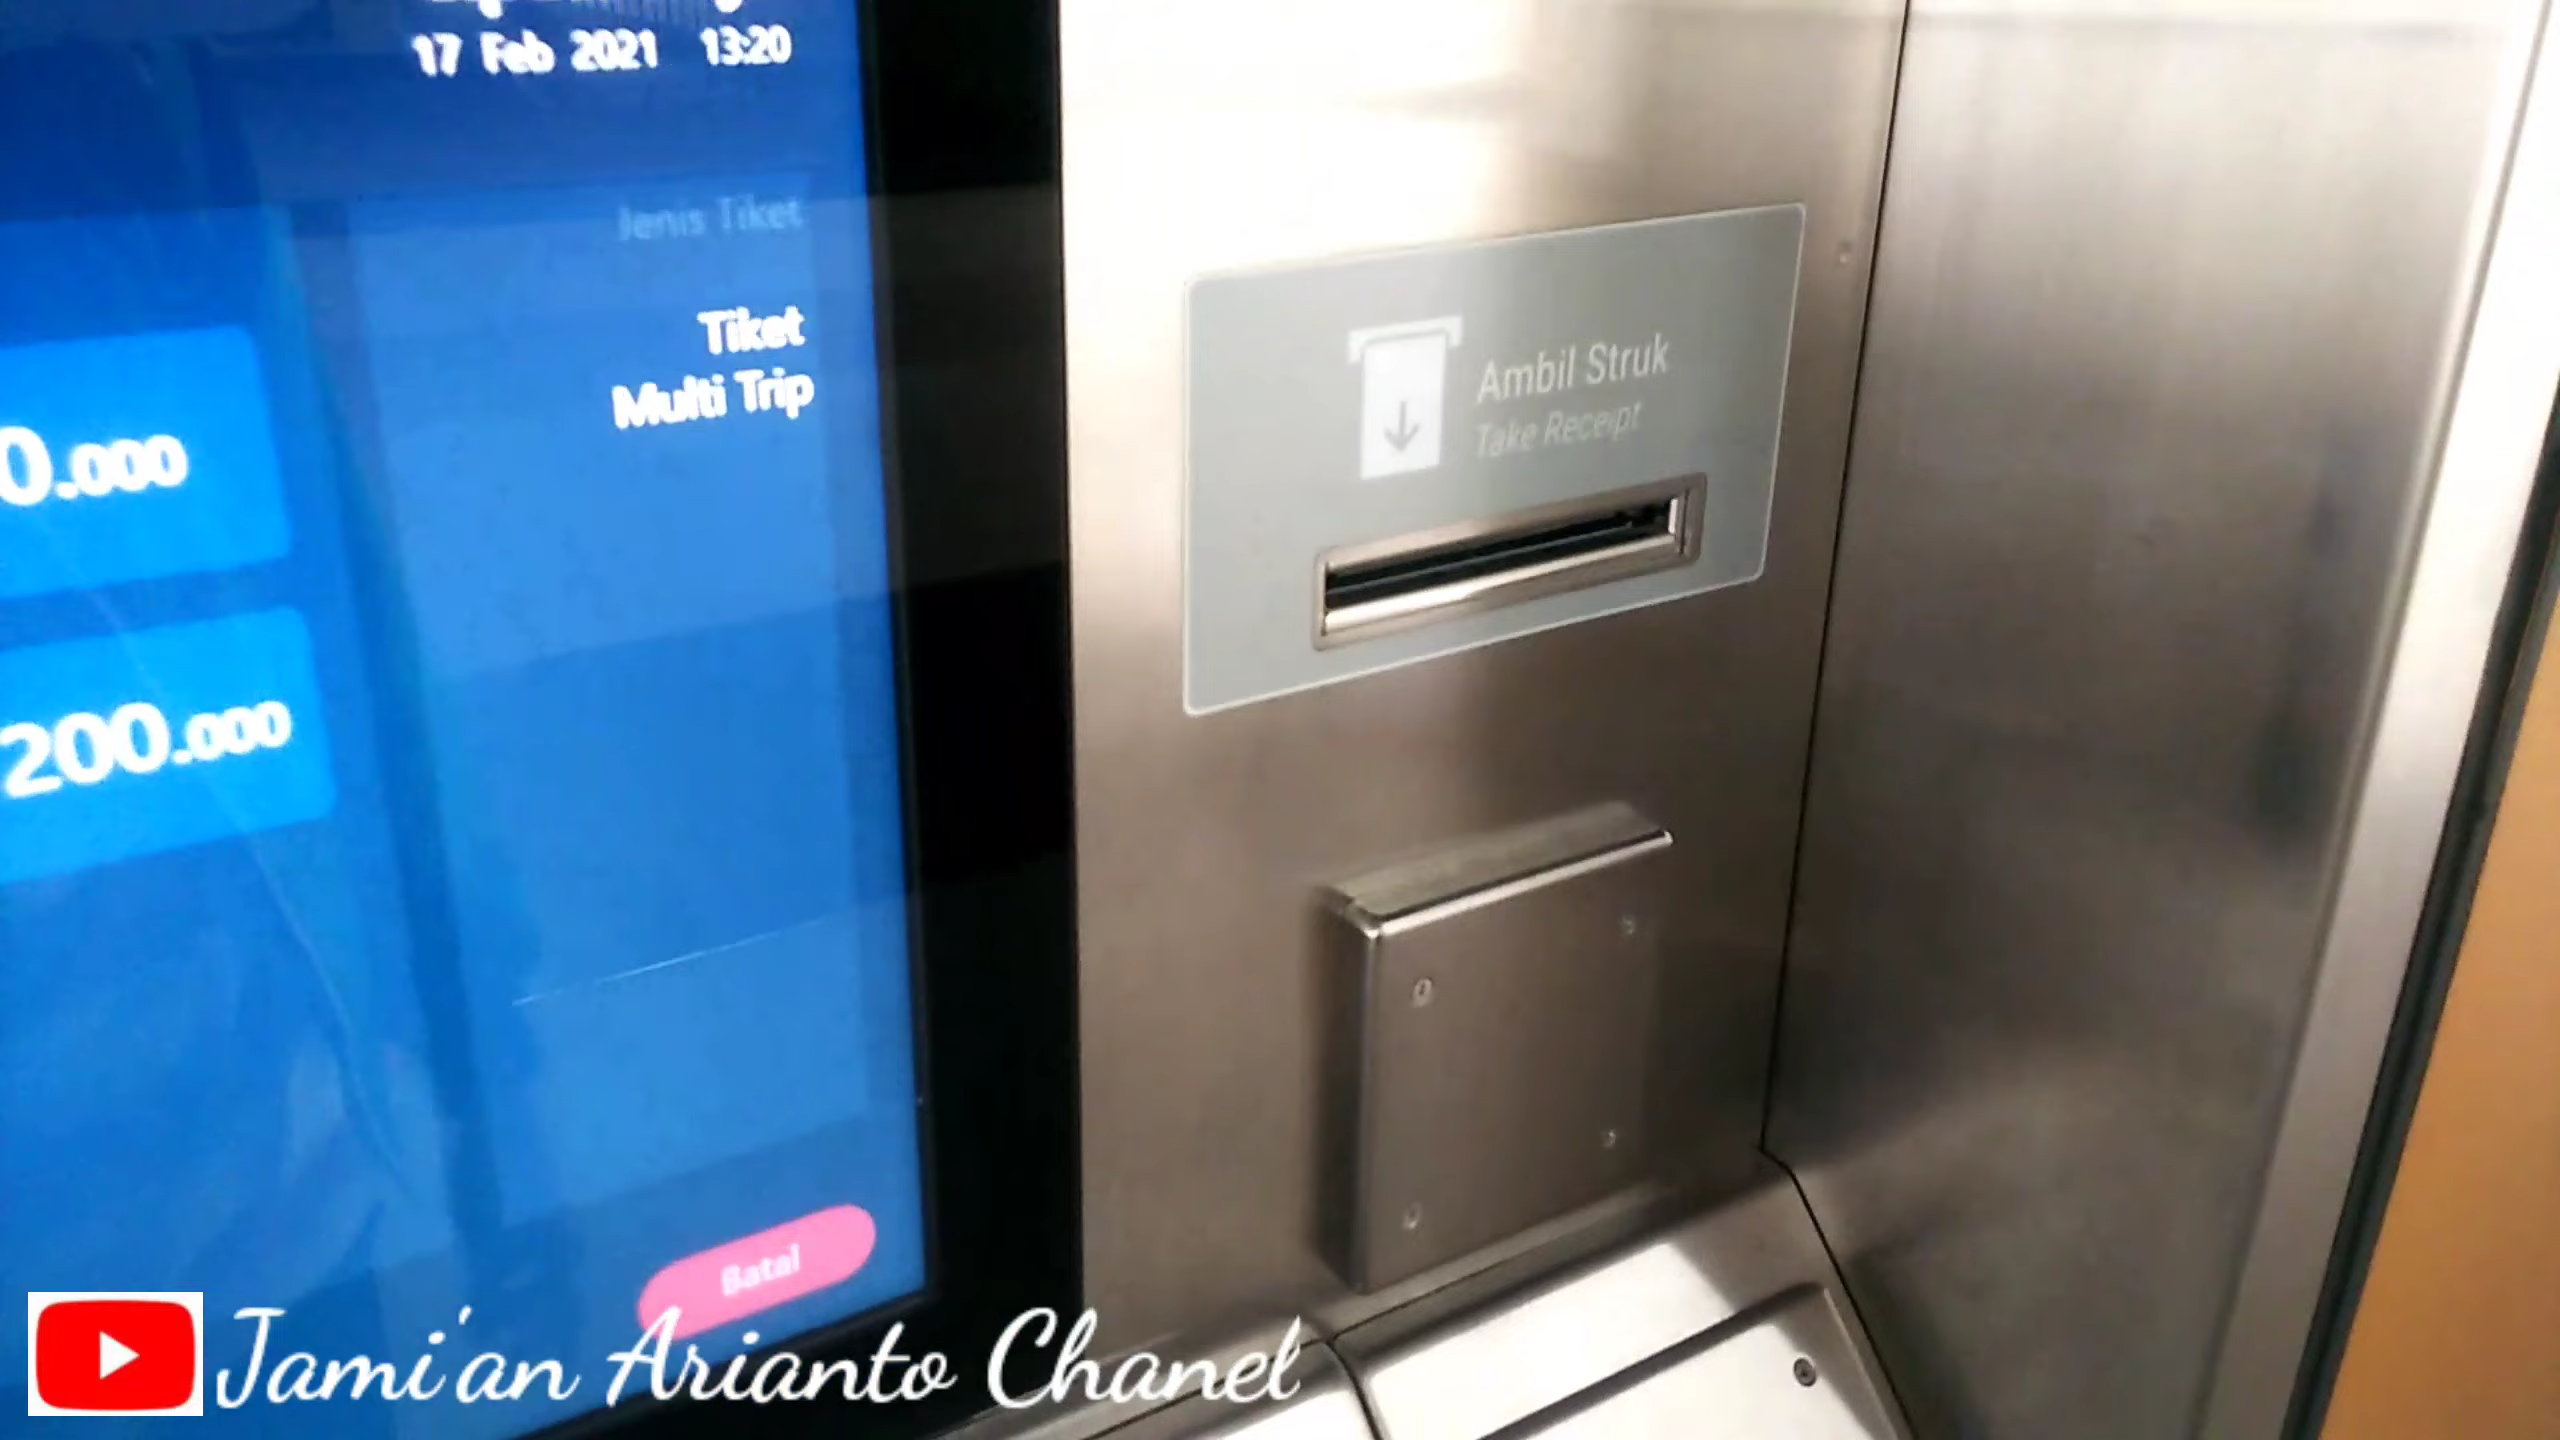 17 Feb 2021 13:20
Jenis Tiket
Tiket
Multi Trip
0.000
200.000
Batal
Ambil Struk
Take Receipt
Jami'an Arianto Chanel